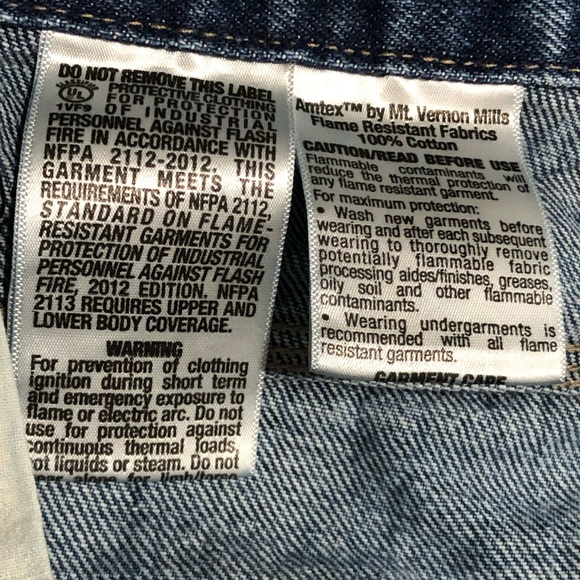 DO NOT REMOVE THIS LABEL
UL
1VF9
PROTECTIVE CLOTHING
FOR PROTECTION
OF INDUSTRIAL
PERSONNEL AGAINST FLASH
FIRE IN ACCORDANCE WITH
NFPA 2112-2012. THIS
GARMENT MEETS THE
REQUIREMENTS OF NFPA 2112,
STANDARD ON FLAME-
RESISTANT GARMENTS FOR
PROTECTION OF INDUSTRIAL
PERSONNEL AGAINST FLASH
FIRE, 2012 EDITION. NFPA
2113 REQUIRES UPPER AND
LOWER BODY COVERAGE.
WARNING
For prevention of clothing
ignition during short term
and emergency exposure to
flame or electric arc. Do not
use for protection against
continuous thermal loads,
hot liquids or steam. Do not
Amtex™ by Mt. Vernon Mills
Flame Resistant Fabrics
100% Cotton
CAUTION/READ BEFORE USE
Flammable contaminants will
reduce the thermal protection of
any flame resistant garment.
For maximum protection:
• Wash new garments before
wearing and after each subsequent
wearing to thoroughly remove
potentially flammable fabric
processing aides/finishes, greases,
oily soil and other flammable
contaminants.
• Wearing undergarments is
recommended with all flame
resistant garments.
GARMENT CARE